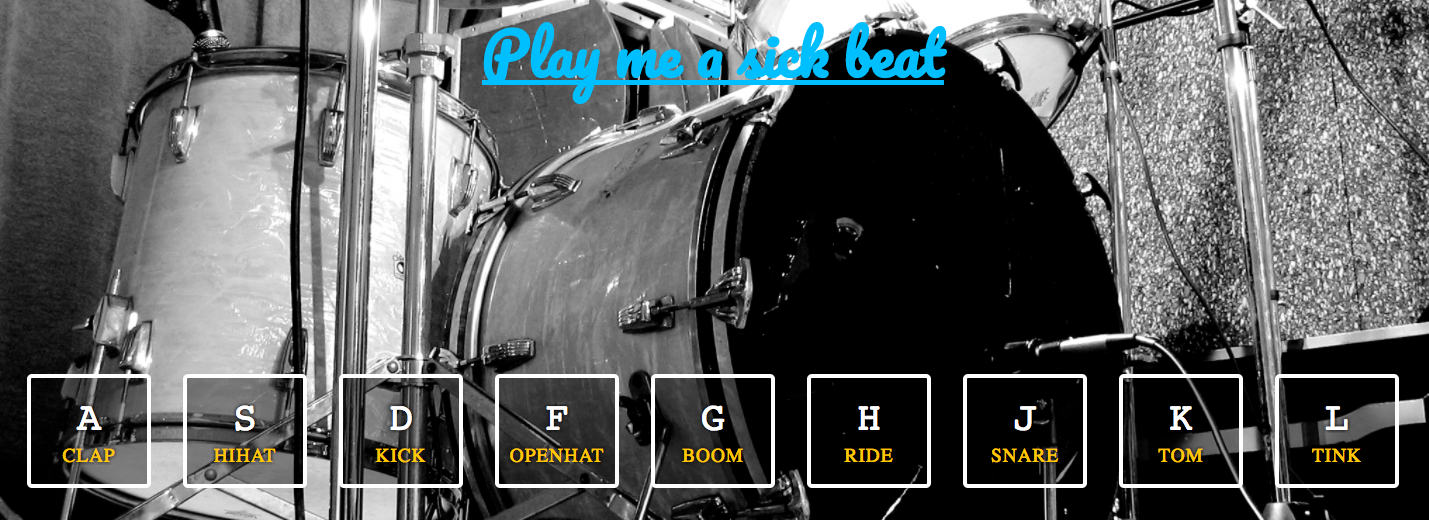 Play me a sick beat
A S D F G H J K L
CLAP HIHAT KICK OPENHAT BOOM RIDE SNARE TOM TINK